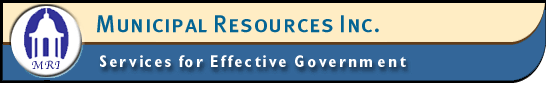 MUNICIPAL RESOURCES INC.
MRI
Services for Effective Government